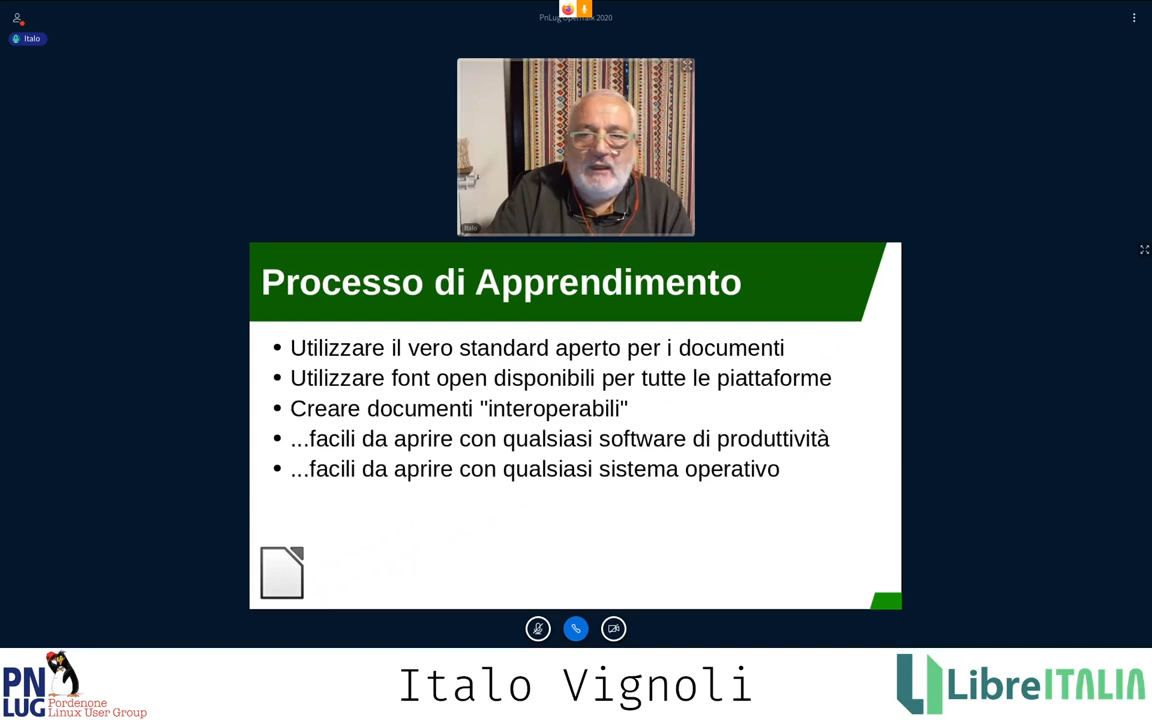 PnLug OpenTalk 2020
Italo
Italo
Processo di Apprendimento
• Utilizzare il vero standard aperto per i documenti
• Utilizzare font open disponibili per tutte le piattaforme
• Creare documenti "interoperabili"
• ...facili da aprire con qualsiasi software di produttività
• ...facili da aprire con qualsiasi sistema operativo
PN
LUG
Pordenone
Linux User Group
Italo Vignoli
LibreITALIA